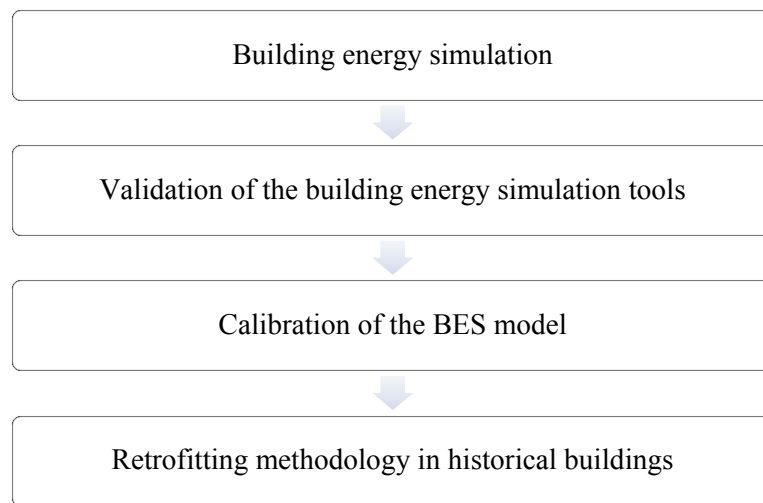 Building energy simulation
Validation of the building energy simulation tools
Calibration of the BES model
Retrofitting methodology in historical buildings